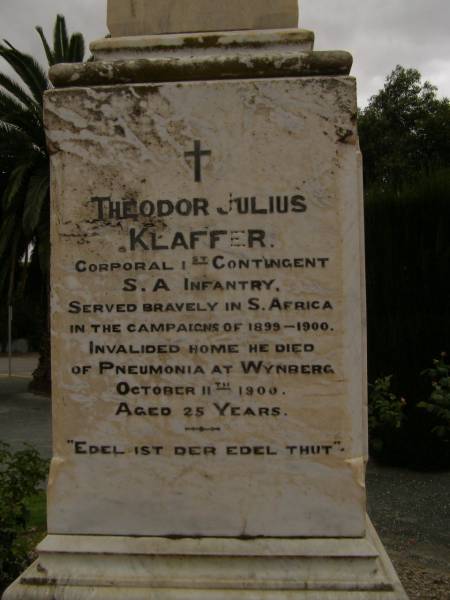 THEODOR JULIUS
KLAFFER.
CORPORAL 1ST CONTINGENT
S.A INFANTRY.
SERVED BRAVELY IN S.AFRICA
IN THE CAMPAIGNS OF 1899-1900.
INVALIDED HOME HE DIED
OF PNEUMONIA AT WYNBERG
OCTOBER 11TH 1900.
AGED 25 YEARS.
"EDEL IST DER EDEL THUT".